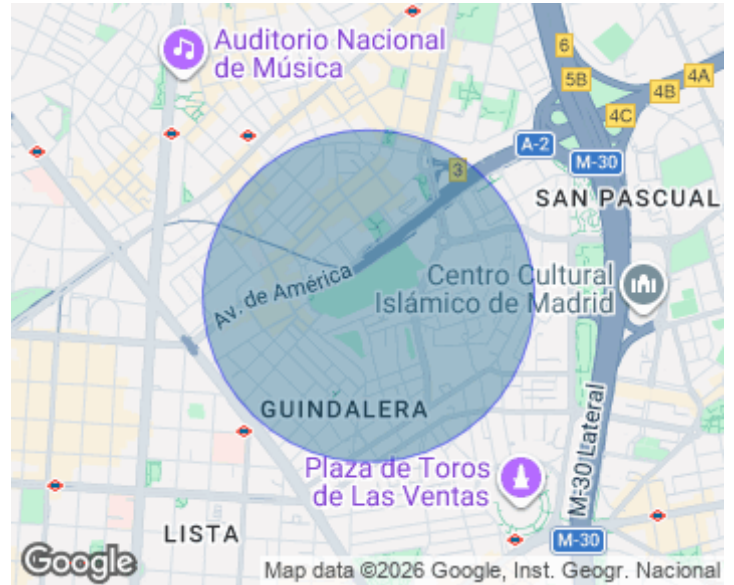 Auditorio Nacional
de Música
6
5B
4A
4B
4C
A-2
M-30
3
SAN PASCUAL
Av. de América
Centro Cultural
Islámico de Madrid
GUINDALERA
M-30 Lateral
Plaza de Toros
de Las Ventas
LISTA
M-30
Google
Map data ©2026 Google, Inst. Geogr. Nacional